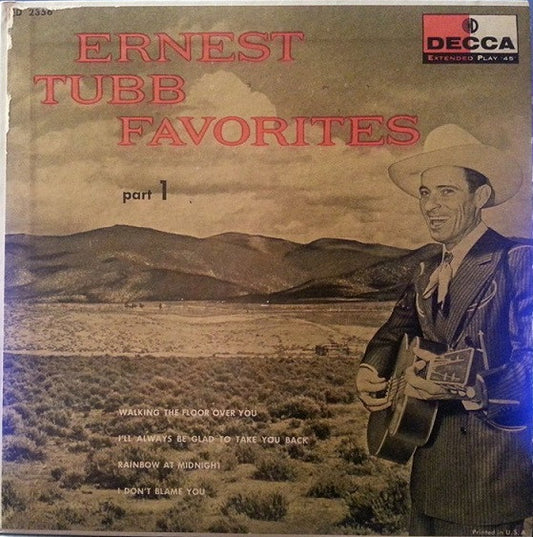 ED 2356
DECCA
EXTENDED PLAY '45'
ERNEST
TUBB
FAVORITES
part 1
WALKING THE FLOOR OVER YOU
I'LL ALWAYS BE GLAD TO TAKE YOU BACK
RAINBOW AT MIDNIGHT
I DON'T BLAME YOU
Printed in U.S.A.